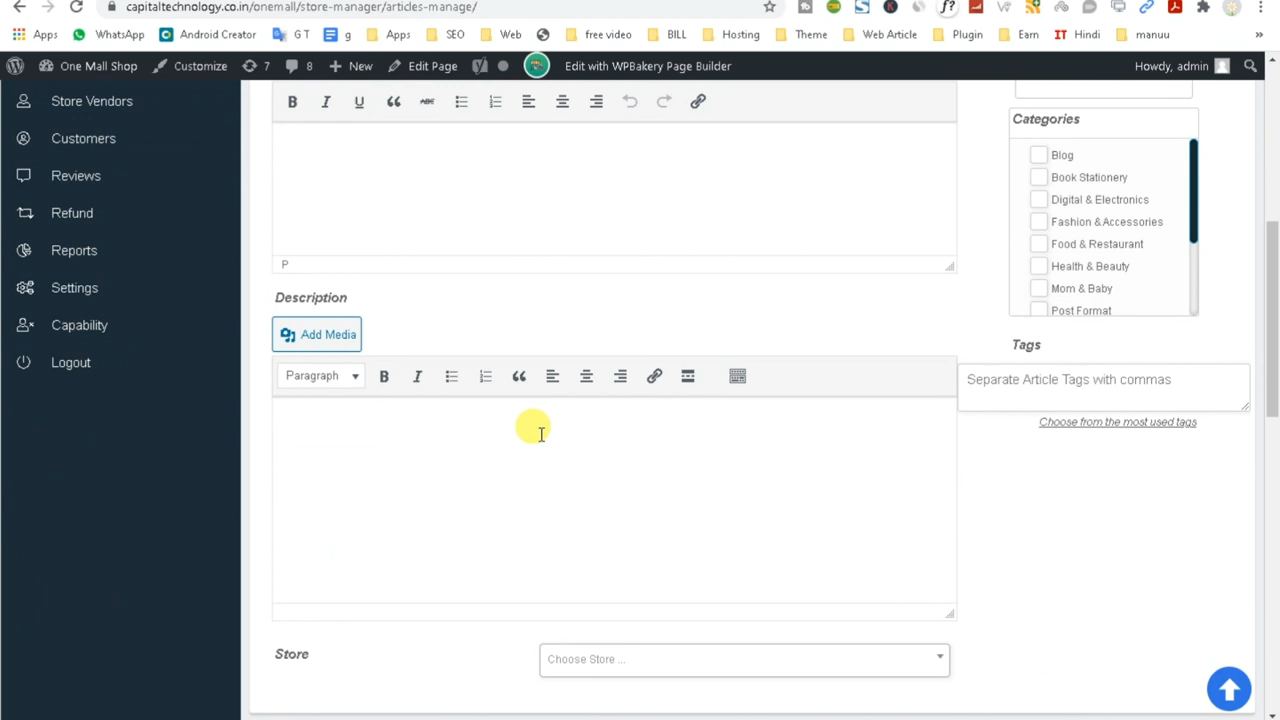 capitaltechnology.co.in/onemall/store-manager/articles-manage/
Apps WhatsApp Android Creator G T g Apps SEO Web free video BILL Hosting Theme Web Article Plugin Earn IT Hindi manuu »
One Mall Shop Customize 7 8 + New Edit Page Edit with WPBakery Page Builder Howdy, admin
Store Vendors
Customers
Reviews
Refund
Reports
Settings
Capability
Logout
B I U ABC
P
Description
Add Media
Paragraph B I
Store
Choose Store ...
Categories
Blog
Book Stationery
Digital & Electronics
Fashion & Accessories
Food & Restaurant
Health & Beauty
Mom & Baby
Post Format
Tags
Separate Article Tags with commas
Choose from the most used tags